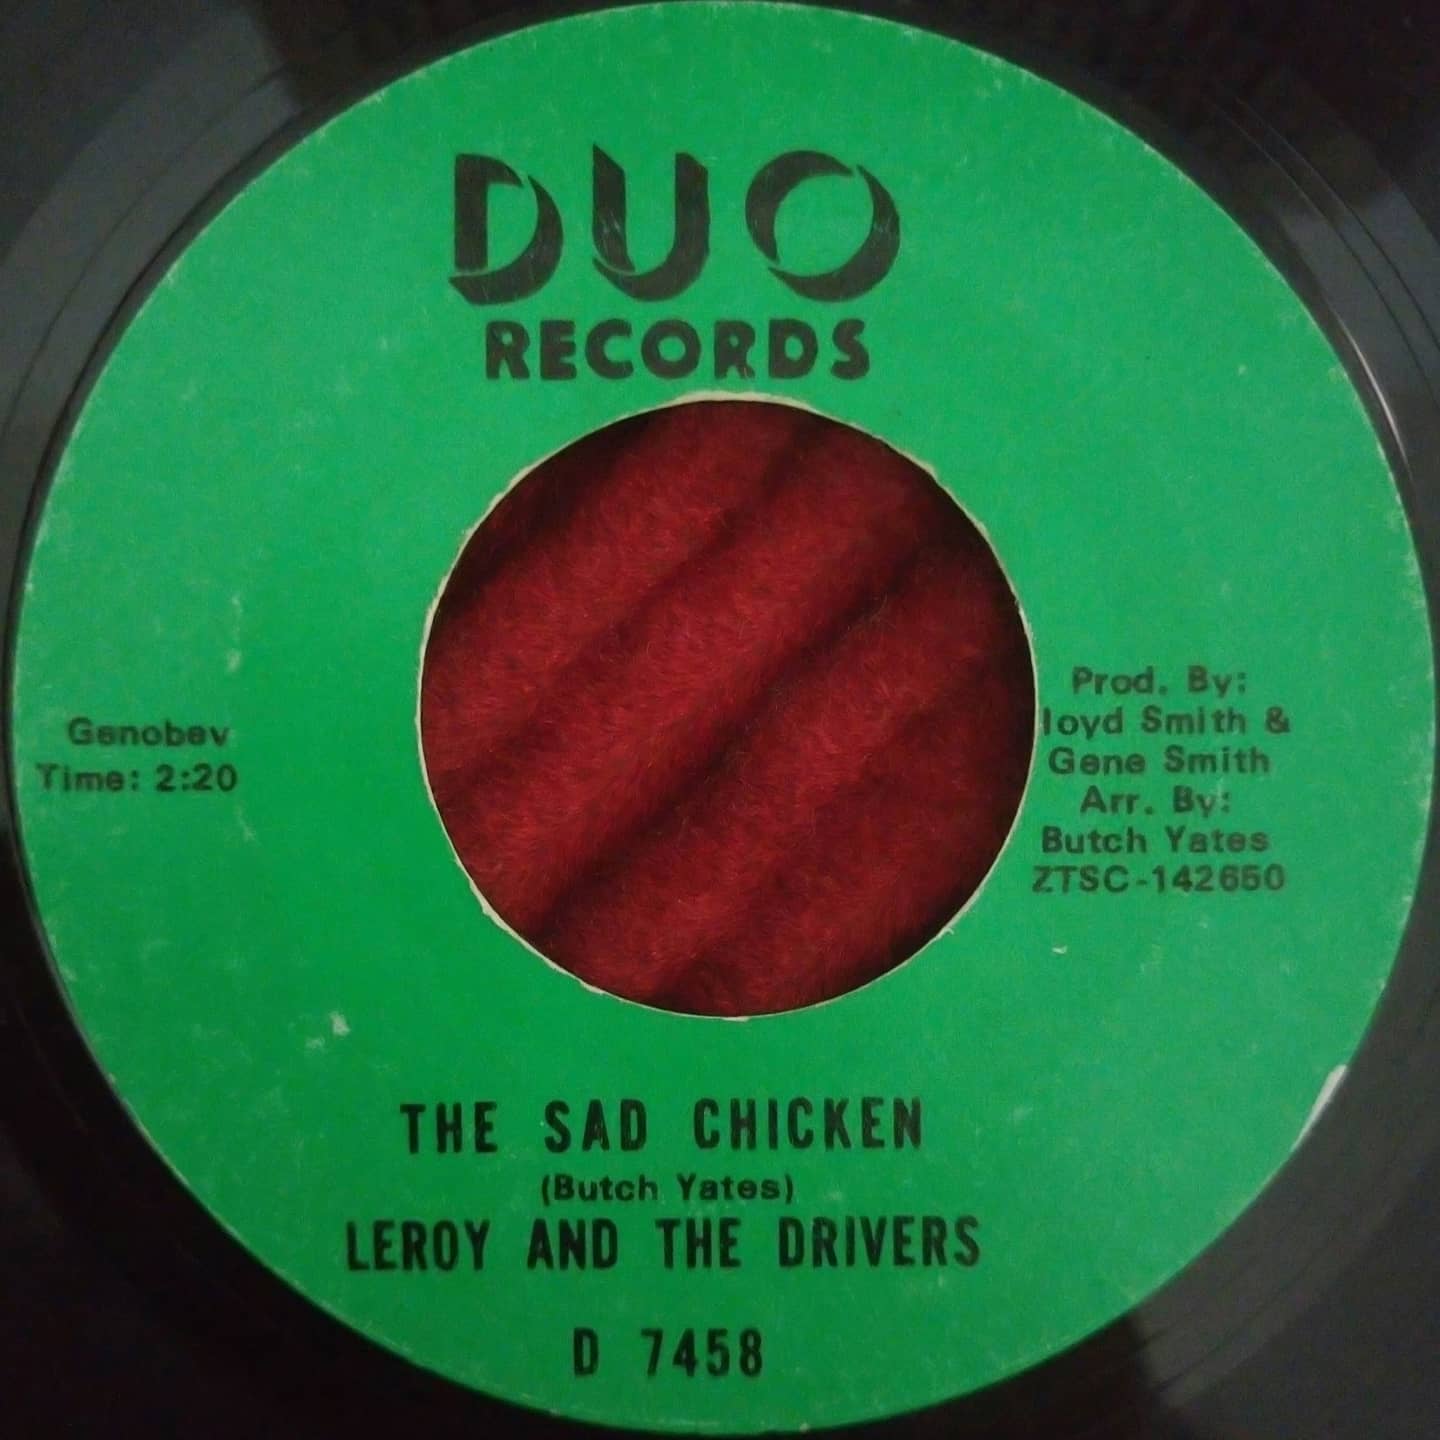 DUO
RECORDS
Genobev
Time: 2:20
Prod. By:
loyd Smith &
Gene Smith
Arr. By:
Butch Yates
ZTSC-142650
THE SAD CHICKEN
(Butch Yates)
LEROY AND THE DRIVERS
D 7458